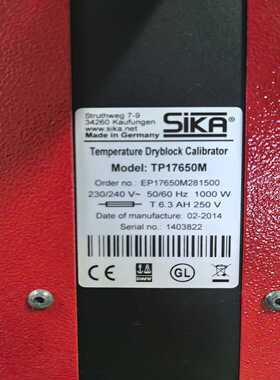 Struthweg 7-9
34260 Kaufungen
www.sika.net
Made in Germany
SiKA®
Temperature Dryblock Calibrator
Model: TP17650M
Order no.: EP17650M281500
230/240 V~ 50/60 Hz 1000 W
T 6.3 AH 250 V
Date of manufacture: 02-2014
Serial no.: 1403822
CE
GL